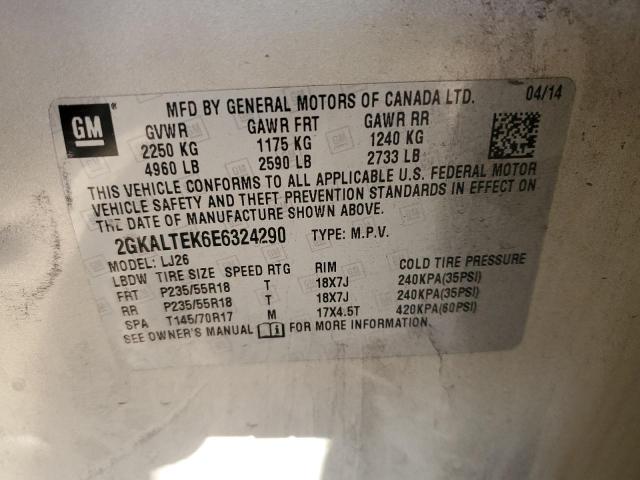 GM
MFD BY GENERAL MOTORS OF CANADA LTD. 04/14
GVWR GAWR FRT GAWR RR
2250 KG 1175 KG 1240 KG
4960 LB 2590 LB 2733 LB
THIS VEHICLE CONFORMS TO ALL APPLICABLE U.S. FEDERAL MOTOR
VEHICLE SAFETY AND THEFT PREVENTION STANDARDS IN EFFECT ON
THE DATE OF MANUFACTURE SHOWN ABOVE.
2GKALTEK6E6324290 TYPE: M.P.V.
MODEL: LJ26
LBDW TIRE SIZE SPEED RTG RIM COLD TIRE PRESSURE
FRT P235/55R18 T 18X7J 240KPA(35PSI)
RR P235/55R18 T 18X7J 240KPA(35PSI)
SPA T145/70R17 M 17X4.5T 420KPA(60PSI)
SEE OWNER'S MANUAL FOR MORE INFORMATION.